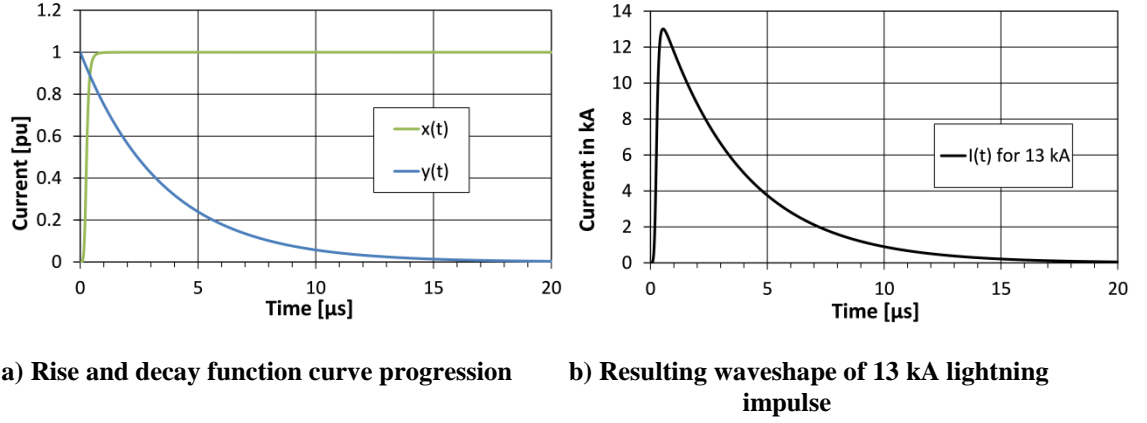 1.2
1
0.8
0.6
0.4
0.2
0
Current [pu]
x(t)
y(t)
0 5 10 15 20
Time [µs]
14
12
10
8
6
4
2
0
Current in kA
I(t) for 13 kA
0 5 10 15 20
Time [µs]
a) Rise and decay function curve progression
b) Resulting waveshape of 13 kA lightning
impulse